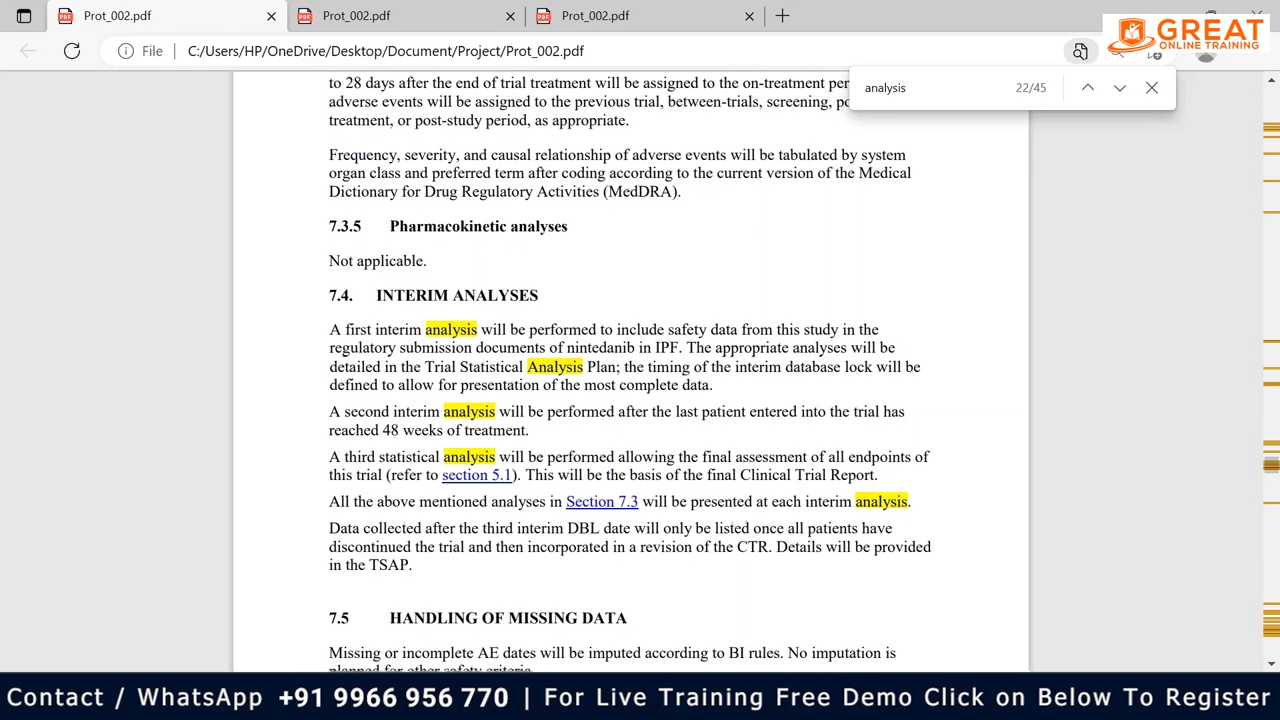 Prot_002.pdf
Prot_002.pdf
Prot_002.pdf
GREAT
ONLINE TRAINING
File
C:/Users/HP/OneDrive/Desktop/Document/Project/Prot_002.pdf
analysis
22/45
to 28 days after the end of trial treatment will be assigned to the on-treatment
adverse events will be assigned to the previous trial, between-trials, screening,
treatment, or post-study period, as appropriate.
Frequency, severity, and causal relationship of adverse events will be tabulated by system
organ class and preferred term after coding according to the current version of the Medical
Dictionary for Drug Regulatory Activities (MedDRA).
7.3.5 Pharmacokinetic analyses
Not applicable.
7.4. INTERIM ANALYSES
A first interim analysis will be performed to include safety data from this study in the
regulatory submission documents of nintedanib in IPF. The appropriate analyses will be
detailed in the Trial Statistical Analysis Plan; the timing of the interim database lock will be
defined to allow for presentation of the most complete data.
A second interim analysis will be performed after the last patient entered into the trial has
reached 48 weeks of treatment.
A third statistical analysis will be performed allowing the final assessment of all endpoints of
this trial (refer to section 5.1). This will be the basis of the final Clinical Trial Report.
All the above mentioned analyses in Section 7.3 will be presented at each interim analysis.
Data collected after the third interim DBL date will only be listed once all patients have
discontinued the trial and then incorporated in a revision of the CTR. Details will be provided
in the TSAP.
7.5 HANDLING OF MISSING DATA
Missing or incomplete AE dates will be imputed according to BI rules. No imputation is
planned for other safety criteria.
Contact / WhatsApp +91 9966 956 770 | For Live Training Free Demo Click on Below To Register